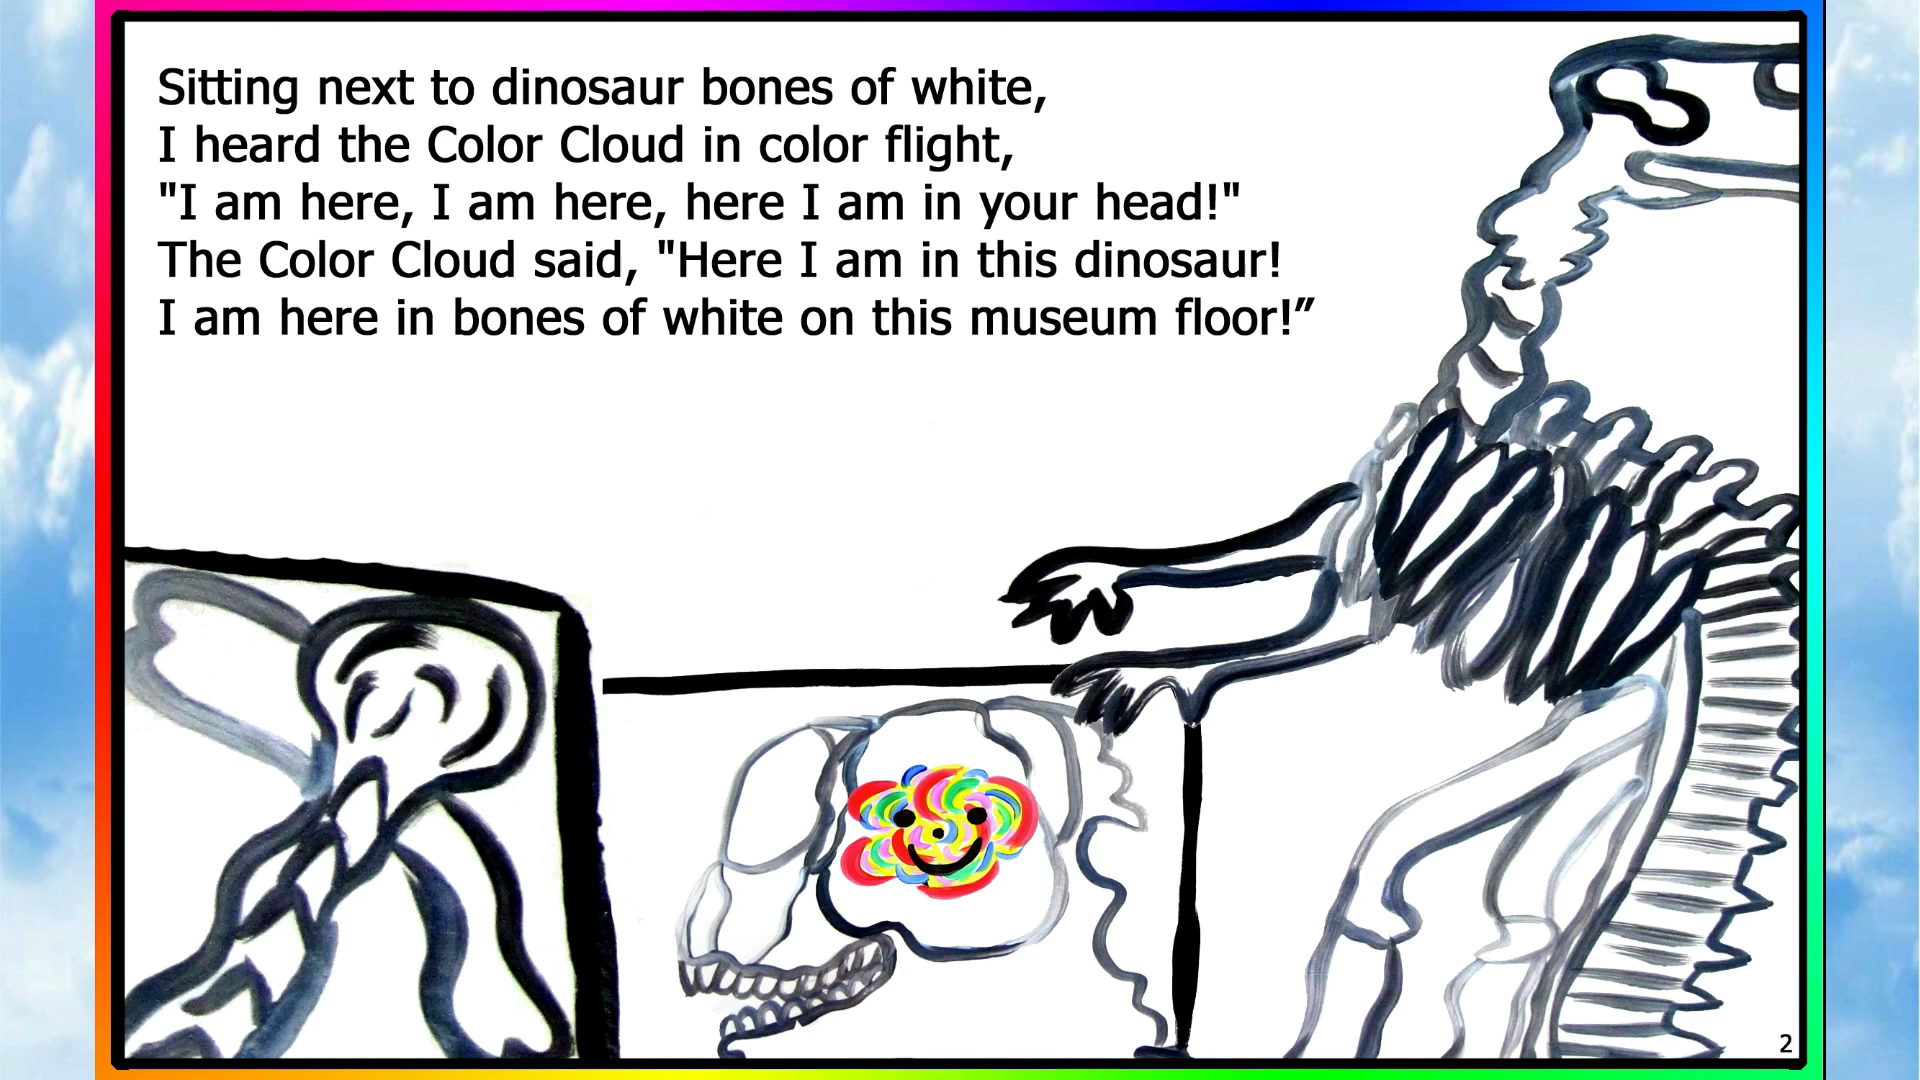 Sitting next to dinosaur bones of white,
I heard the Color Cloud in color flight,
"I am here, I am here, here I am in your head!"
The Color Cloud said, "Here I am in this dinosaur!
I am here in bones of white on this museum floor!”
2